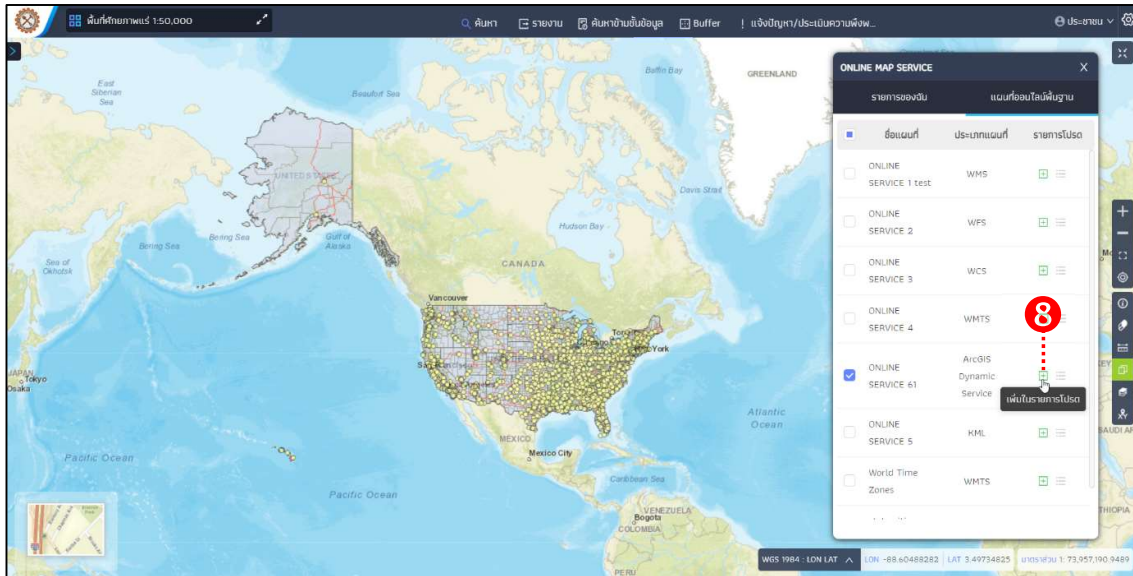 พื้นที่ศักยภาพแร่ 1:50,000
ค้นหา
รายงาน
ค้นหาข้ามชั้นข้อมูล
Buffer
! แจ้งปัญหา/ประเมินความพึงพ...
ประชาชน
East
Siberian
Sea
Beaufort Sea
Baffin Bay
GREENLAND
UNITED S
Davis Strait
Hudson Bay
Bering Sea
Bering Sea
Gulf of
Alaska
Sea of
Okhotsk
CANADA
Vancouver
York
JAPAN
Tokyo
Osaka
Atlantic
Ocean
MEXICO
Mexico City
Pacific Ocean
Pacific Ocean
Caribbean Sea
VENEZUELA
Bogota
COLOMBIA
PERU
ONLINE MAP SERVICE
X
รายการของฉัน
แผนที่ออนไลน์พื้นฐาน
ชื่อแผนที่
ประเภทแผนที่
รายการโปรด
ONLINE
SERVICE 1 test
WMS
ONLINE
SERVICE 2
WFS
ONLINE
SERVICE 3
WCS
ONLINE
SERVICE 4
WMTS
8
ONLINE
SERVICE 61
ArcGIS
Dynamic
Service
เพิ่มในรายการโปรด
ONLINE
SERVICE 5
KML
World Time
Zones
WMTS
THIOPIA
WGS 1984 : LON LAT
LON -88.60488282
LAT 3.49734825
มาตราส่วน 1: 73,957,190.9489